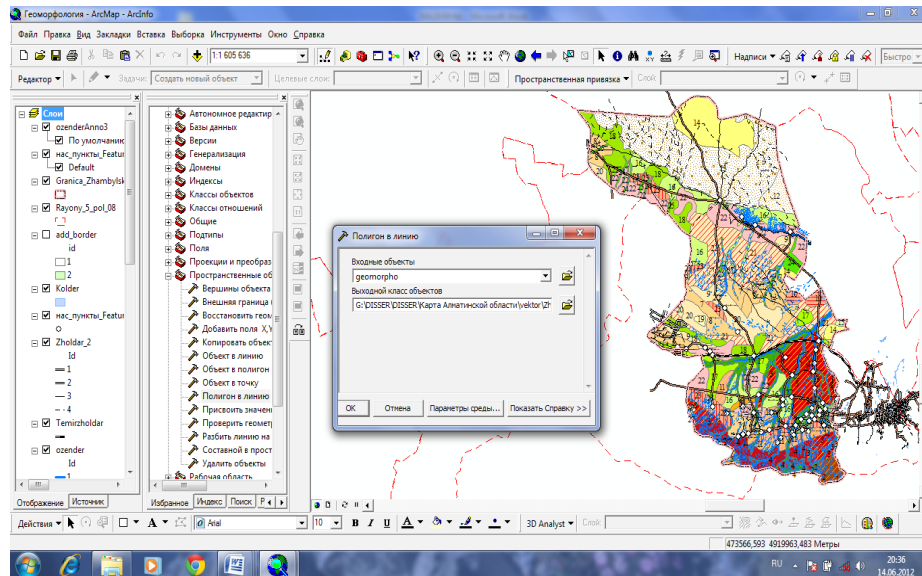 Геоморфология - ArcMap - ArcInfo
Файл Правка Вид Закладки Вставка Выборка Инструменты Окно Справка
1:1 605 636
Надписи
Быстро
Редактор
Задачи: Создать новый объект
Целевые слои:
Пространственная привязка
Слой:
Слои
ozenderAnno3
По умолчанию
нас_пункты_Featur
Default
Granica_Zhambylsk
Rayony_5_pol_08
add_border
id
1
2
Kolder
нас_пункты_Featur
Zholdar_2
Id
1
2
3
4
Temirzholdar
ozender
Id
1
Отображение Источник
Автономное редактир
Базы данных
Версии
Генерализация
Домены
Индексы
Классы объектов
Классы отношений
Общие
Подтипы
Поля
Проекции и преобраз
Пространственные об
Вершины объекта
Внешняя граница
Восстановить геом
Добавить поля X,Y
Копировать объек
Объект в линию
Объект в полигон
Объект в точку
Полигон в линию
Присвоить значен
Проверить геомет
Разбить линию на
Составной в прост
Удалить объекты
Рабочая область
Избранное Индекс Поиск Р
Полигон в линию
Входные объекты
geomorpho
Выходной класс объектов
G:\DISSER\DISSER\Карта Алматинской области\vektor\Zh
OK Отмена Параметры среды... Показать Справку >>
Действия
Arial
10
3D Analyst
Слой:
473566,593 4919963,483 Метры
RU
20:36
14.06.2012